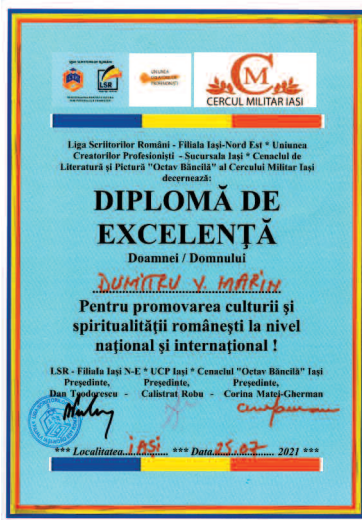 LSR
CERCUL MILITAR IASI
Liga Scriitorilor Români - Filiala Iași-Nord Est * Uniunea
Creatorilor Profesioniști - Sucursala Iași * Cenaclul de
Literatură și Pictură "Octav Băncilă" al Cercului Militar Iași
decernează:
DIPLOMĂ DE
EXCELENȚĂ
Doamnei / Domnului
DUMITRU V. MARIN
Pentru promovarea culturii și
spiritualității românești la nivel
național și internațional !
LSR - Filiala Iași N-E * UCP Iași * Cenaclul "Octav Băncilă" Iași
Președinte, Președinte, Președinte,
Dan Teodorescu - Calistrat Robu - Corina Matei-Gherman
*** Localitatea IAȘI *** Data 25.07 2021 ***